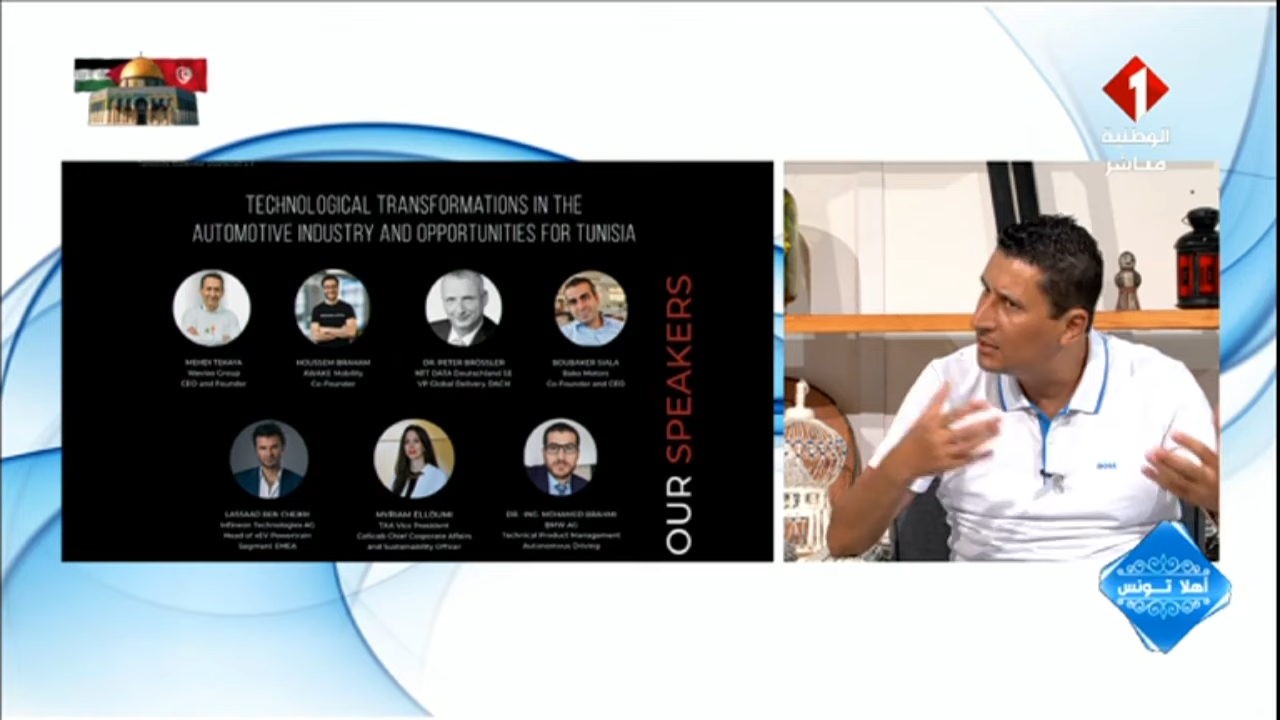 1
الوطنية
مباشر
TECHNOLOGICAL TRANSFORMATIONS IN THE
AUTOMOTIVE INDUSTRY AND OPPORTUNITIES FOR TUNISIA
MEHDI TEKAYA
Wevioo Group
CEO and Founder
HOUSSEM BRAHAM
AWAKE Mobility
Co-Founder
DR. PETER BRÖSSLER
NTT DATA Deutschland SE
VP Global Delivery DACH
BOUBAKER SIALA
Bako Motors
Co-Founder and CEO
LASSAAD BEN CHEIKH
Infineon Technologies AG
Head of xEV Powertrain
Segment EMEA
MYRIAM ELLOUMI
TAA Vice President
Coficab Chief Corporate Affairs
and Sustainability Officer
DR. -ING. MOHAMED BRAHMI
BMW AG
Technical Product Management
Autonomous Driving
OUR SPEAKERS
BOSS
أهلا تونس